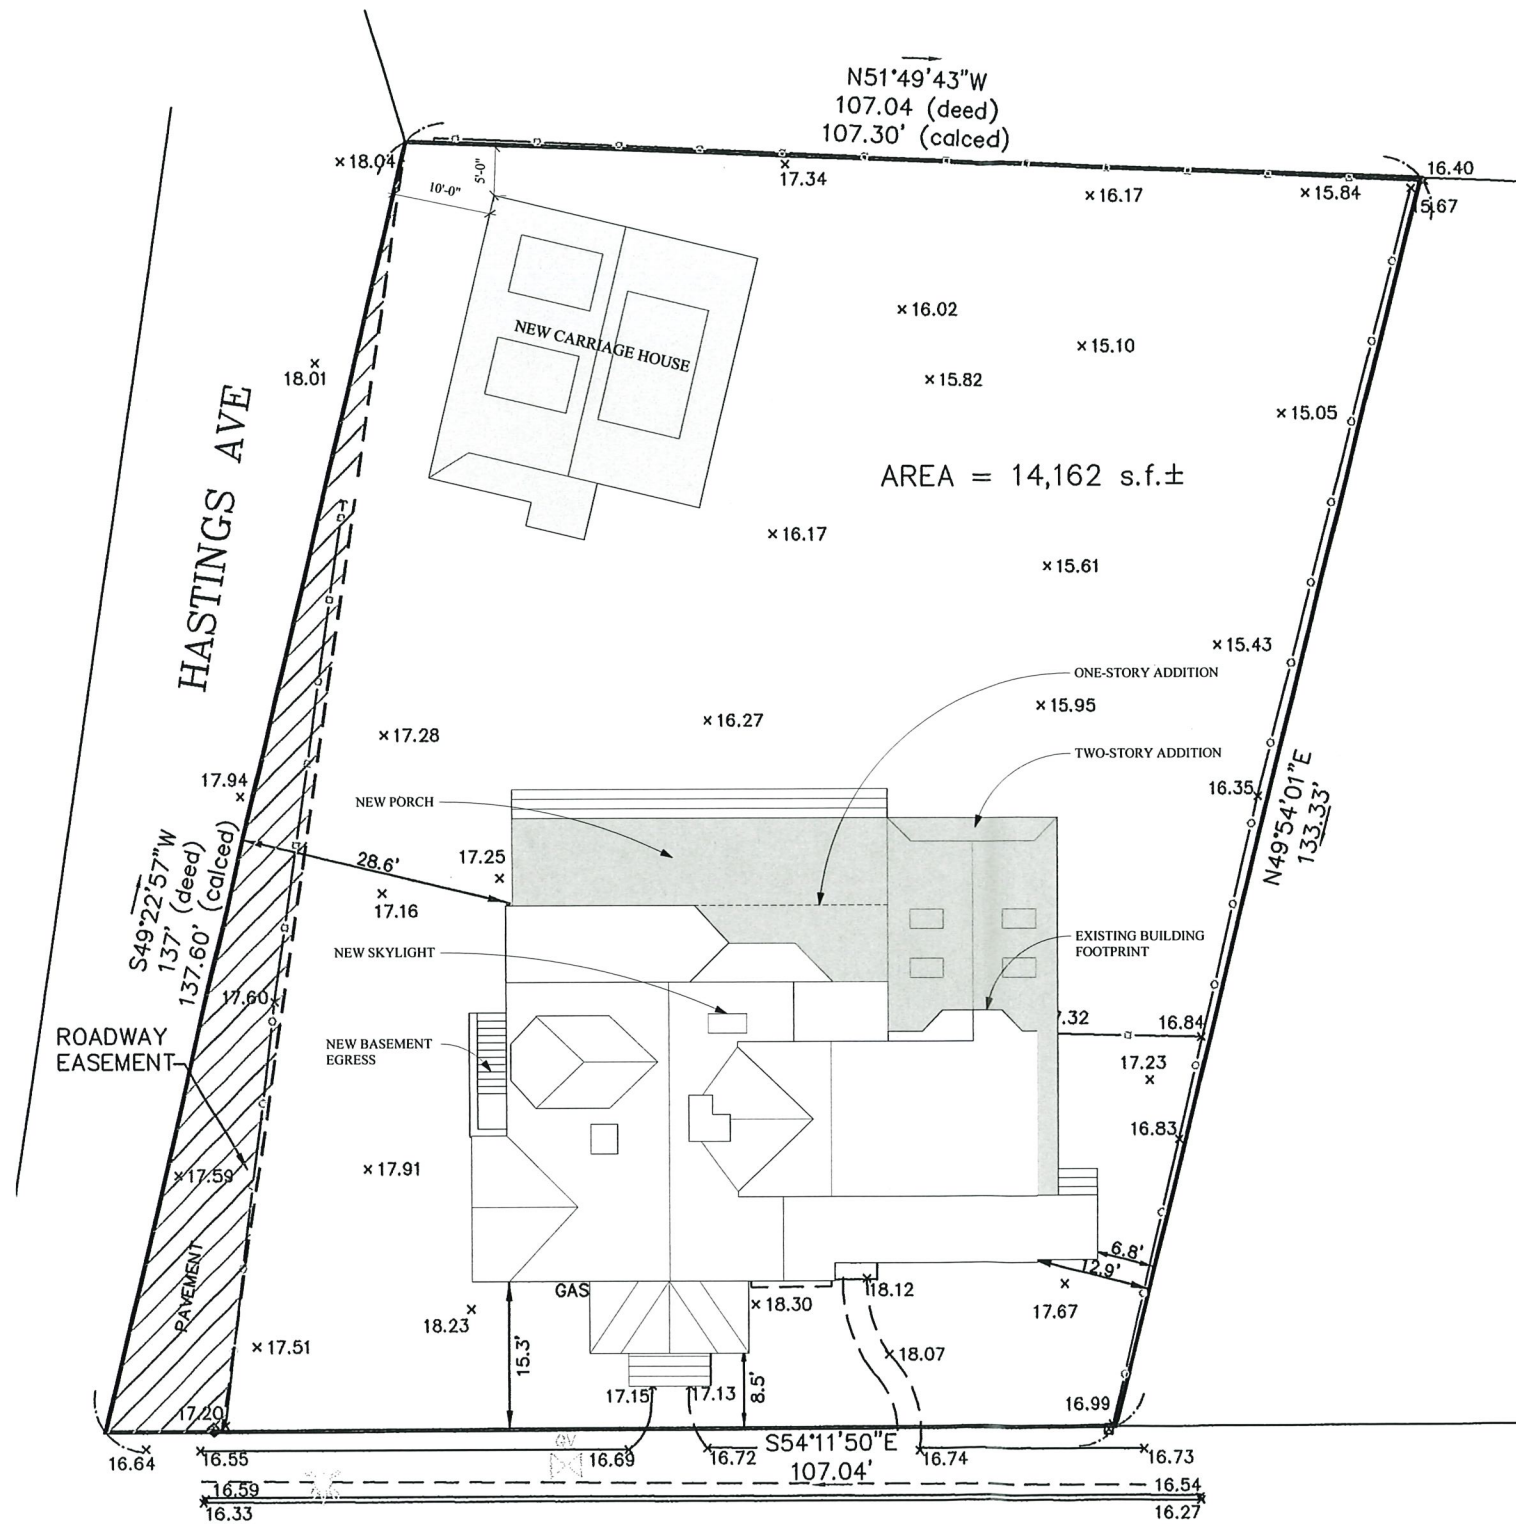 N51°49'43"W
107.04 (deed)
107.30' (calced)
×18.04
10'-0"
5'-0"
17.34
×16.17
×15.84
16.40
15.67
×16.02
NEW CARRIAGE HOUSE
×15.10
18.01
×15.82
×15.05
HASTINGS AVE
AREA = 14,162 s.f.±
×16.17
×15.61
×15.43
ONE-STORY ADDITION
×15.95
×16.27
×17.28
TWO-STORY ADDITION
17.94
16.35
NEW PORCH
N49°54'01"E
133.33'
S49°22'57"W
137' (deed)
137.60' (calced)
28.6'
17.25
17.16
NEW SKYLIGHT
EXISTING BUILDING
FOOTPRINT
17.60
7.32
16.84
ROADWAY
EASEMENT
NEW BASEMENT
EGRESS
17.23
16.83
×17.59
×17.91
PAVEMENT
6.8'
12.9'
GAS
18.12
×18.30
17.67
18.23
×17.51
15.3'
×18.07
8.5'
17.15
17.13
17.20
16.99
S54°11'50"E
107.04'
GV
16.64
16.55
16.69
16.72
16.74
16.73
16.59
16.54
16.33
16.27